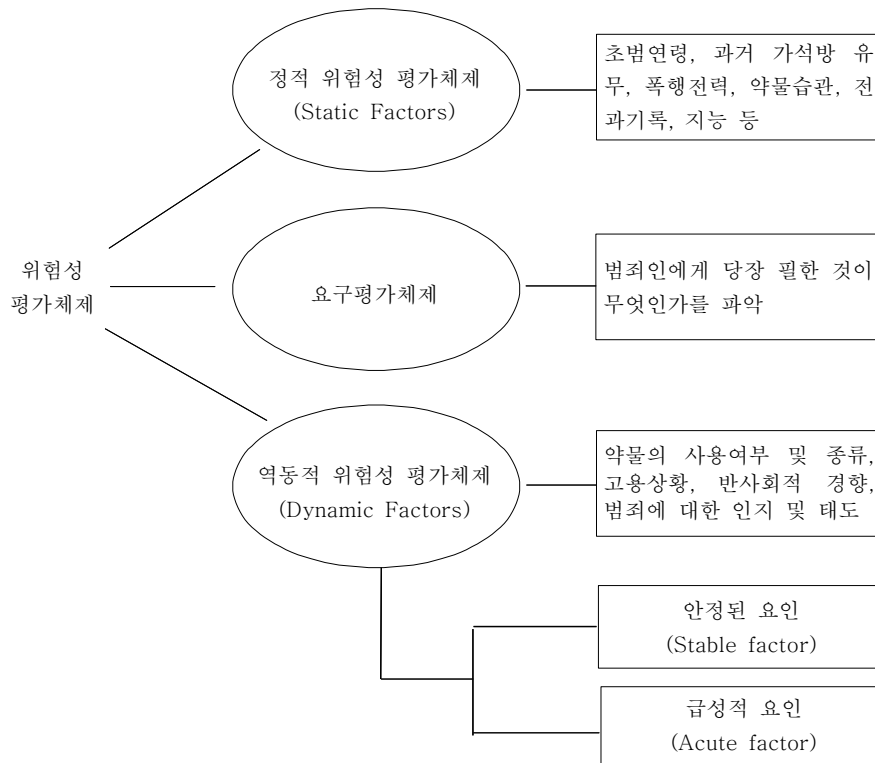 정적 위험성 평가체제
(Static Factors)
초범연령, 과거 가석방 유
무, 폭행전력, 약물습관, 전
과기록, 지능 등
위험성
평가체제
요구평가체제
범죄인에게 당장 필한 것이
무엇인가를 파악
역동적 위험성 평가체제
(Dynamic Factors)
약물의 사용여부 및 종류,
고용상황, 반사회적 경향,
범죄에 대한 인지 및 태도
안정된 요인
(Stable factor)
급성적 요인
(Acute factor)